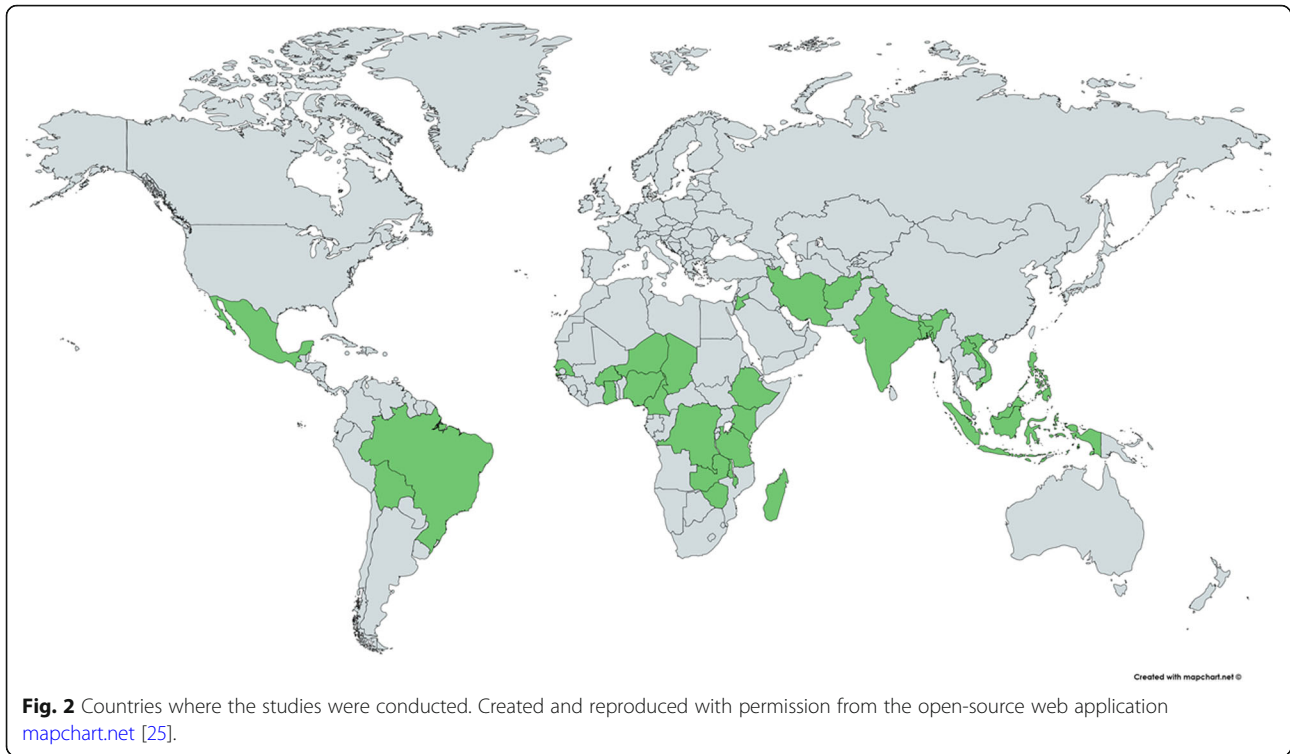 Created with mapchart.net ©
Fig. 2 Countries where the studies were conducted. Created and reproduced with permission from the open-source web application
mapchart.net [25].